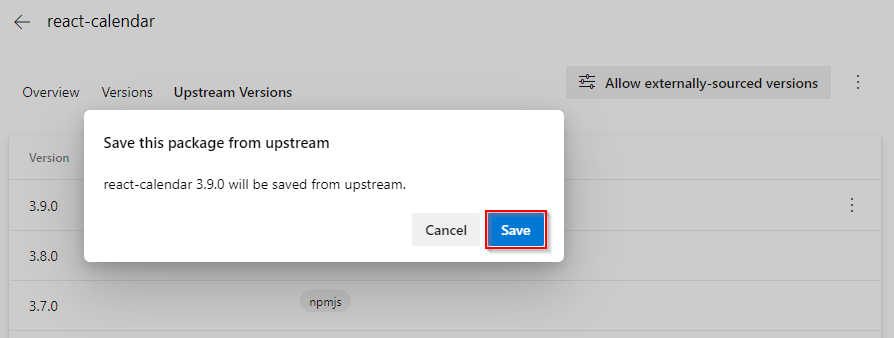 react-calendar
Overview Versions Upstream Versions Allow externally-sourced versions
Version
Save this package from upstream
react-calendar 3.9.0 will be saved from upstream.
3.9.0
Cancel Save
3.8.0
3.7.0 npmjs